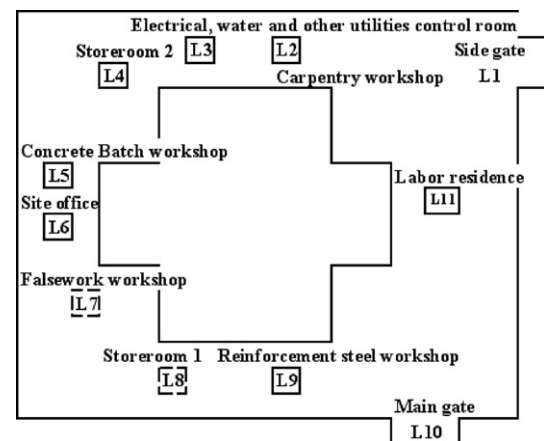 Electrical, water and other utilities control room
Storeroom 2
L3
L2
Side gate
L4
Carpentry workshop
L1
Concrete Batch workshop
L5
Labor residence
Site office
L11
L6
Falsework workshop
L7
Storeroom 1
Reinforcement steel workshop
L8
L9
Main gate
L10